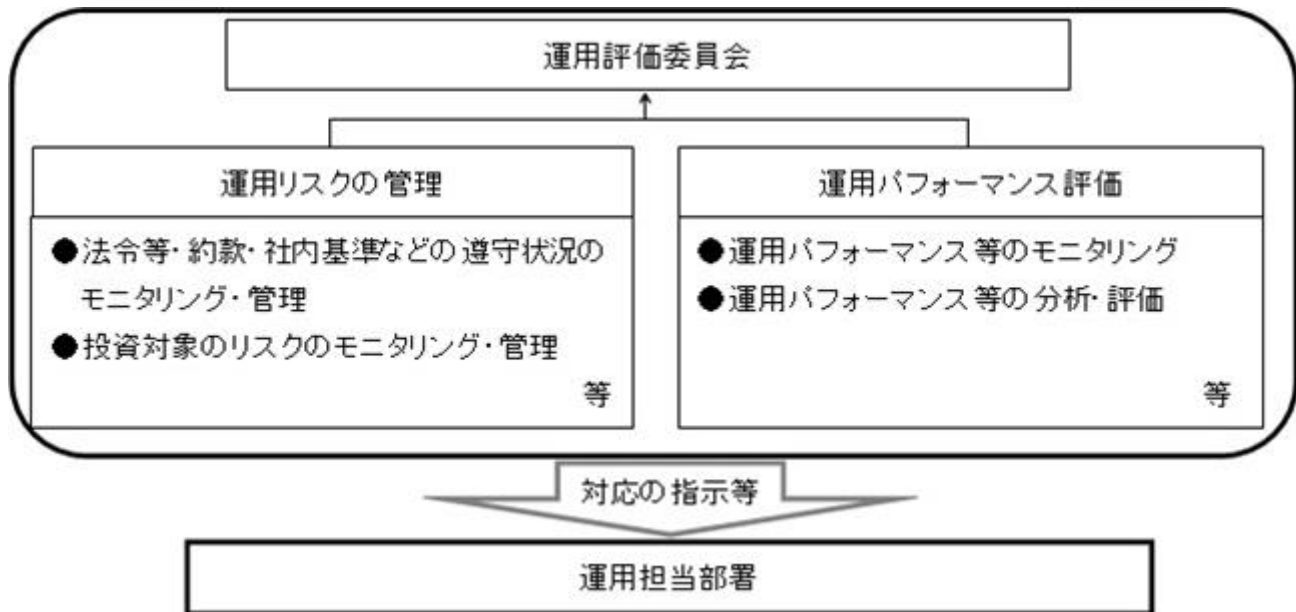 運用評価委員会
運用リスクの管理
●法令等・約款・社内基準などの遵守状況の
モニタリング・管理
●投資対象のリスクのモニタリング・管理
等
運用パフォーマンス評価
●運用パフォーマンス等のモニタリング
●運用パフォーマンス等の分析・評価
等
対応の指示等
運用担当部署